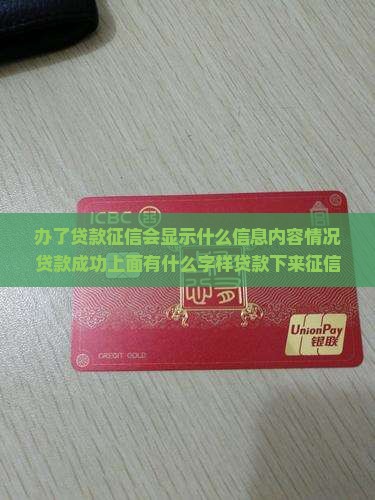 ICBC
办了贷款征信会显示什么信息内容情况
贷款成功上面有什么字样贷款下来征信
UnionPay
银联
CREDIT GOLD